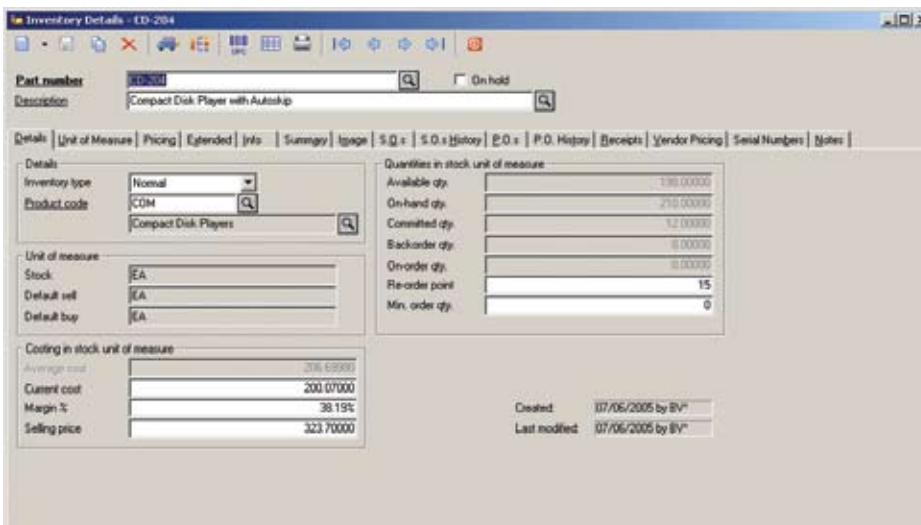 Inventory Details - CD-204
UPC
Part number CD-204 On hold
Description Compact Disk Player with Autoskip
Details Unit of Measure Pricing Extended Info Summary Image S.O.s S.O.s History P.O.s P.O. History Receipts Vendor Pricing Serial Numbers Notes
Details
Inventory type Normal
Product code COM
Compact Disk Players
Unit of measure
Stock EA
Default sell EA
Default buy EA
Costing in stock unit of measure
Average cost 206.69980
Current cost 200.07000
Margin % 38.19%
Selling price 323.70000
Quantities in stock unit of measure
Available qty. 198.00000
On-hand qty. 210.00000
Committed qty. 12.00000
Backorder qty. 0.00000
On-order qty. 0.00000
Re-order point 15
Min. order qty. 0
Created: 07/06/2005 by BV*
Last modified: 07/06/2005 by BV*